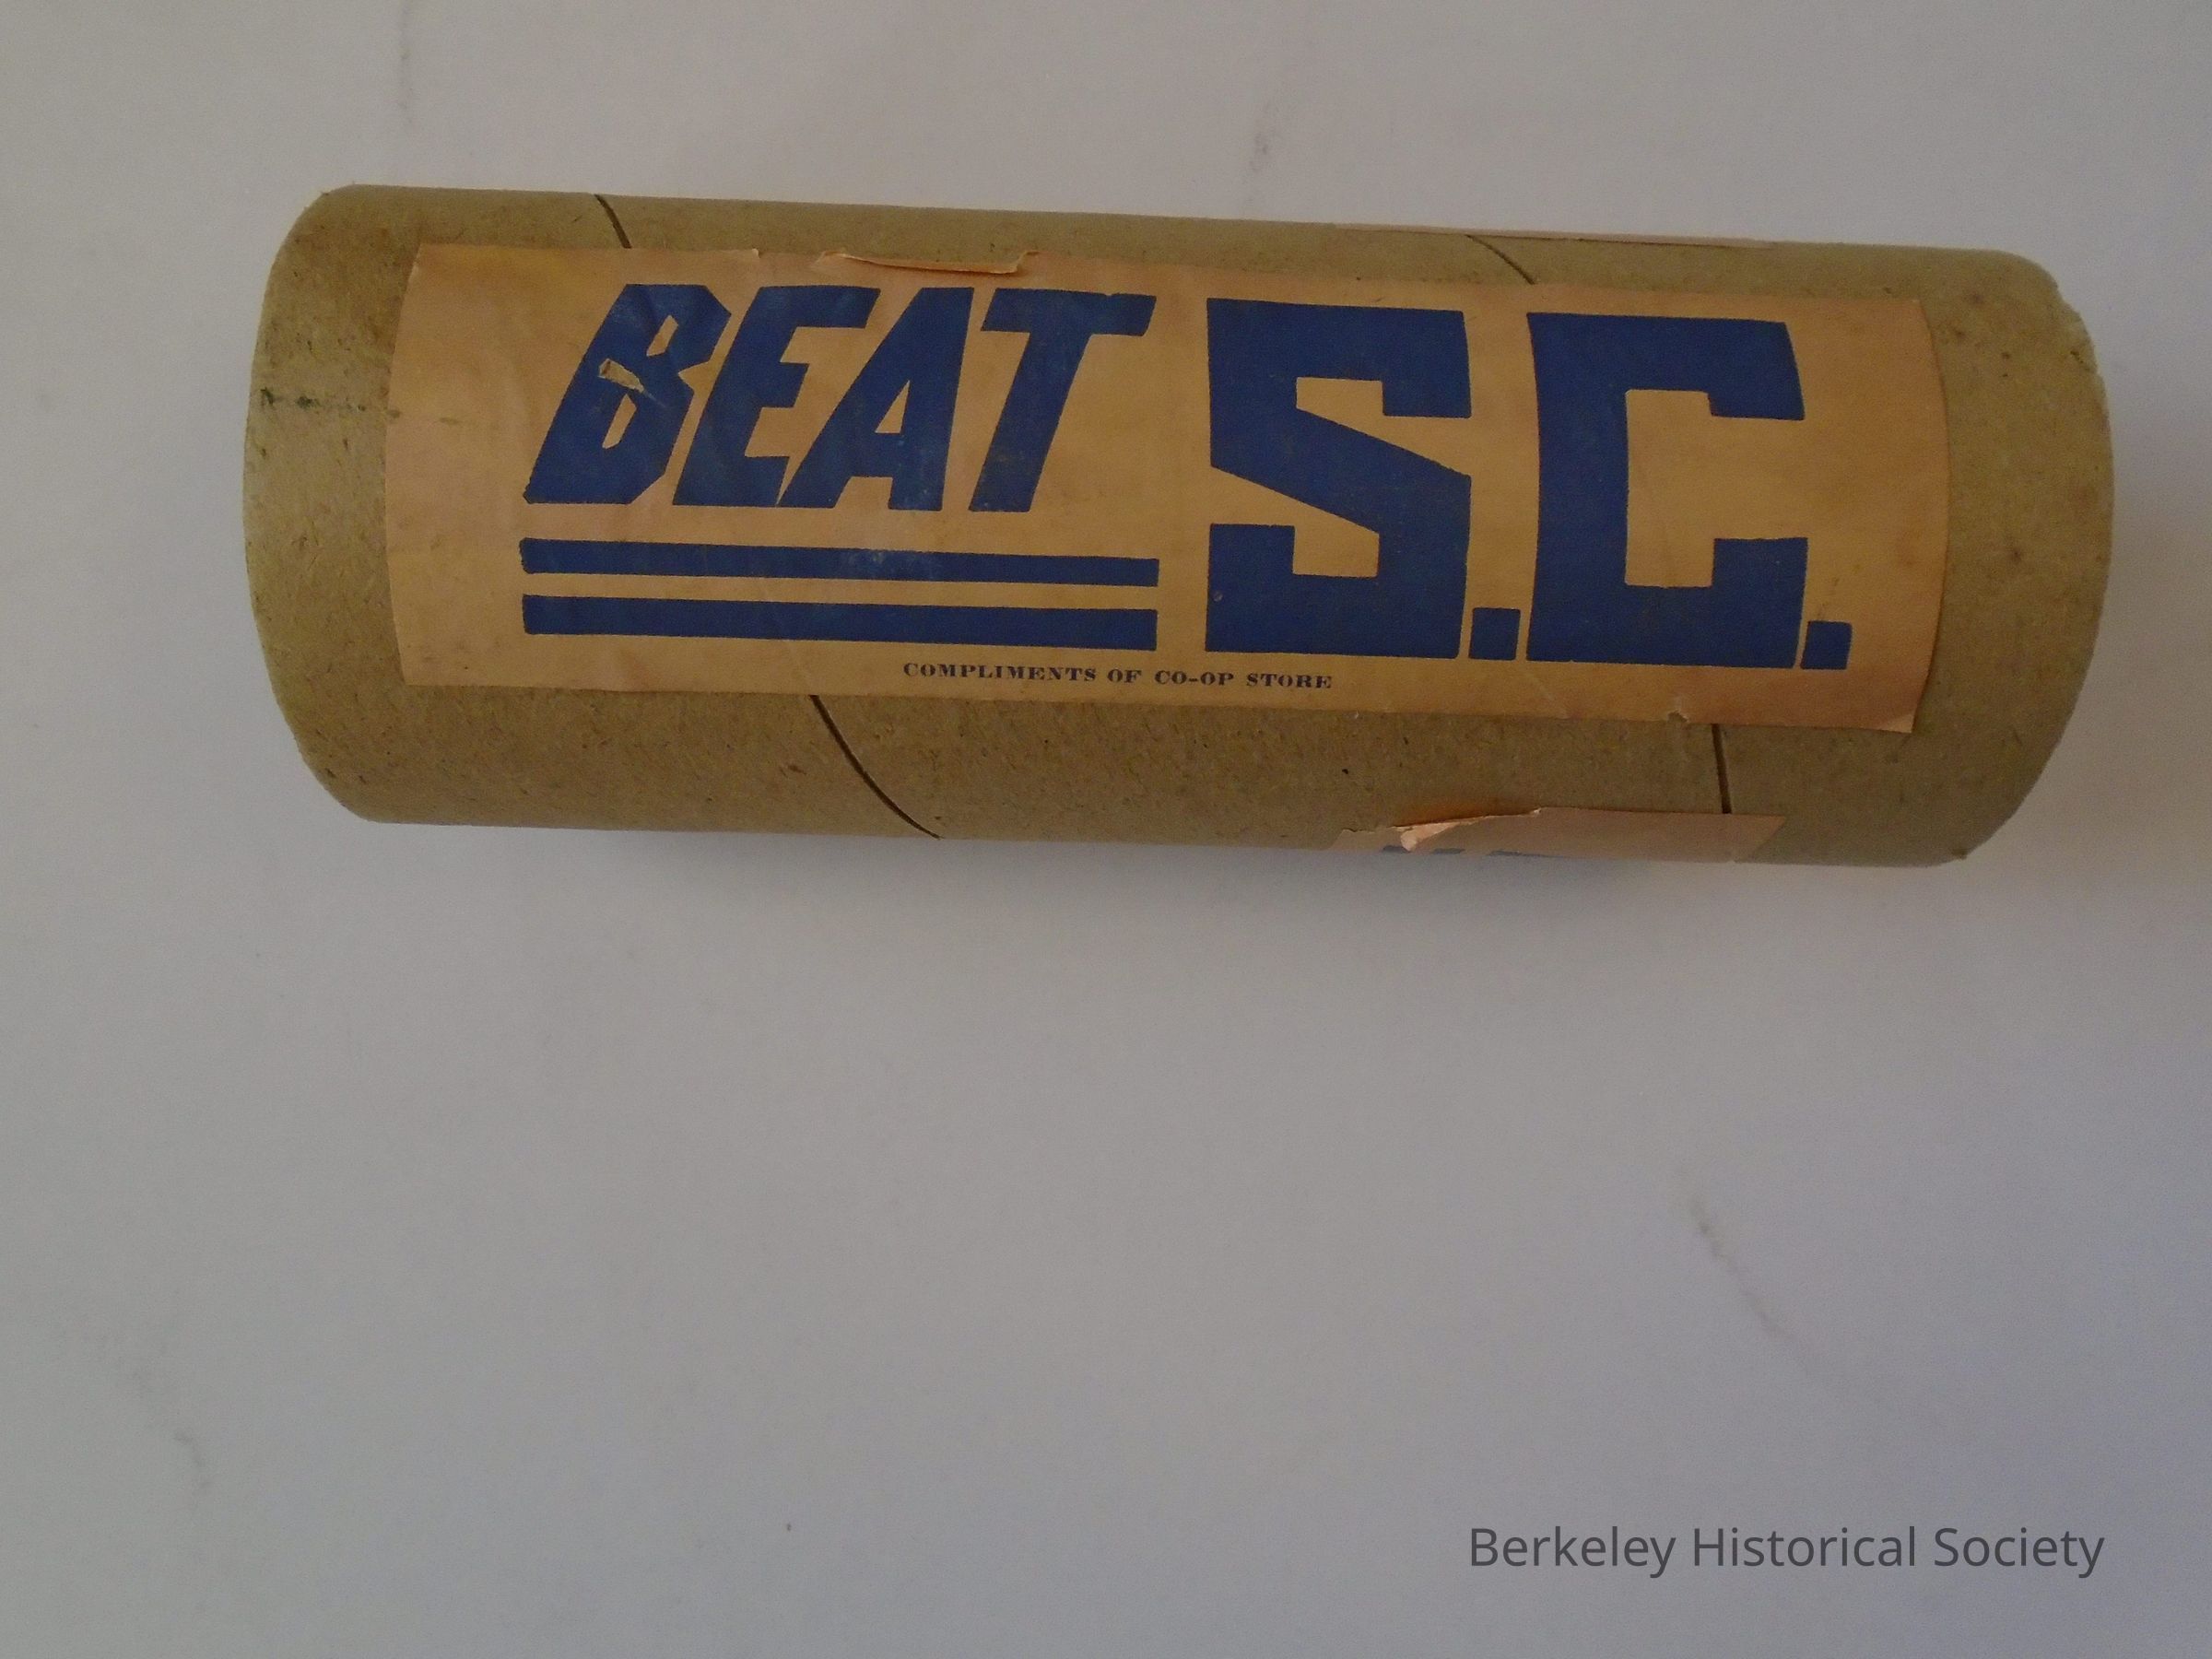 BEAT S.C.
COMPLIMENTS OF CO-OP STORE
Berkeley Historical Society